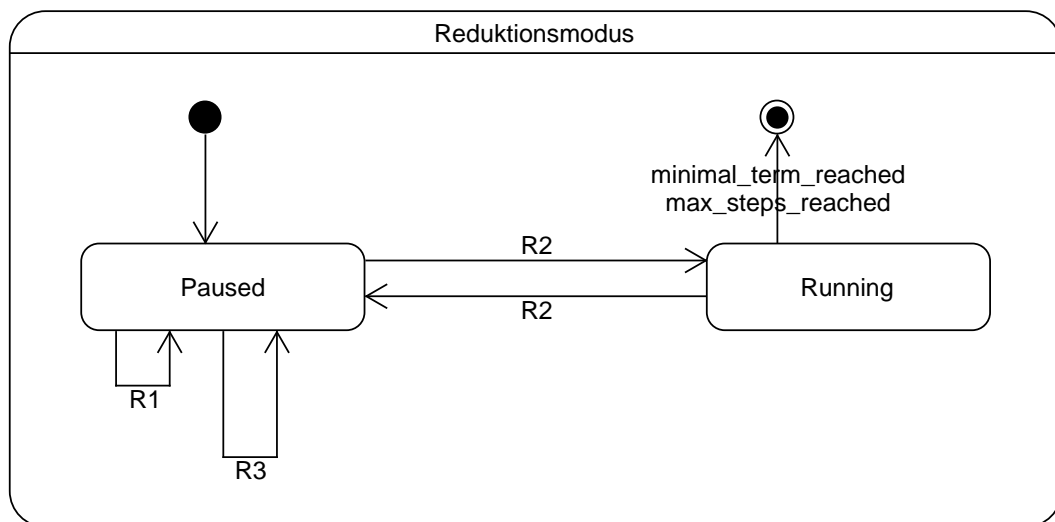 Reduktionsmodus
minimal_term_reached
max_steps_reached
R2
Paused
Running
R2
R1
R3